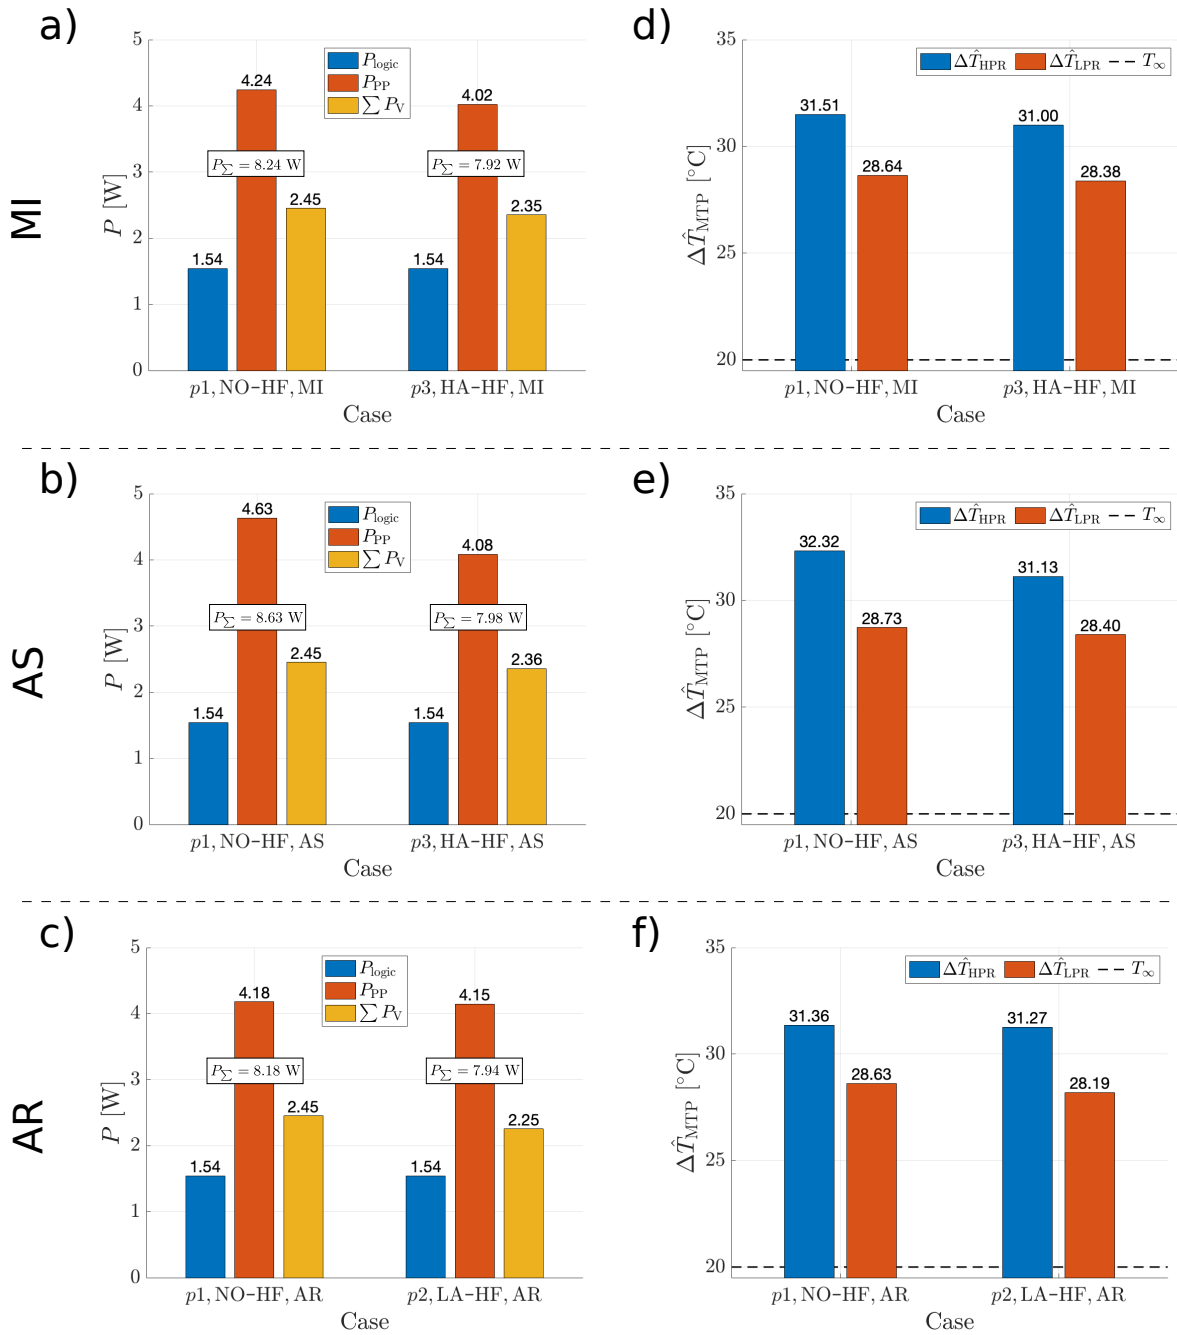 a)
5
4
3
2
1
0
P [W]
P_logic
P_PP
∑ P_V
4.24
4.02
P_∑ = 8.24 W
P_∑ = 7.92 W
2.45
2.35
1.54
1.54
p1, NO−HF, MI
p3, HA−HF, MI
Case
MI
d)
35
30
25
20
ΔT̂_MTP [°C]
ΔT̂_HPR
ΔT̂_LPR
T_∞
31.51
31.00
28.64
28.38
p1, NO−HF, MI
p3, HA−HF, MI
Case
b)
5
4
3
2
1
0
P [W]
P_logic
P_PP
∑ P_V
4.63
4.08
P_∑ = 8.63 W
P_∑ = 7.98 W
2.45
2.36
1.54
1.54
p1, NO−HF, AS
p3, HA−HF, AS
Case
AS
e)
35
30
25
20
ΔT̂_MTP [°C]
ΔT̂_HPR
ΔT̂_LPR
T_∞
32.32
31.13
28.73
28.40
p1, NO−HF, AS
p3, HA−HF, AS
Case
c)
5
4
3
2
1
0
P [W]
P_logic
P_PP
∑ P_V
4.18
4.15
P_∑ = 8.18 W
P_∑ = 7.94 W
2.45
2.25
1.54
1.54
p1, NO−HF, AR
p2, LA−HF, AR
Case
AR
f)
35
30
25
20
ΔT̂_MTP [°C]
ΔT̂_HPR
ΔT̂_LPR
T_∞
31.36
31.27
28.63
28.19
p1, NO−HF, AR
p2, LA−HF, AR
Case